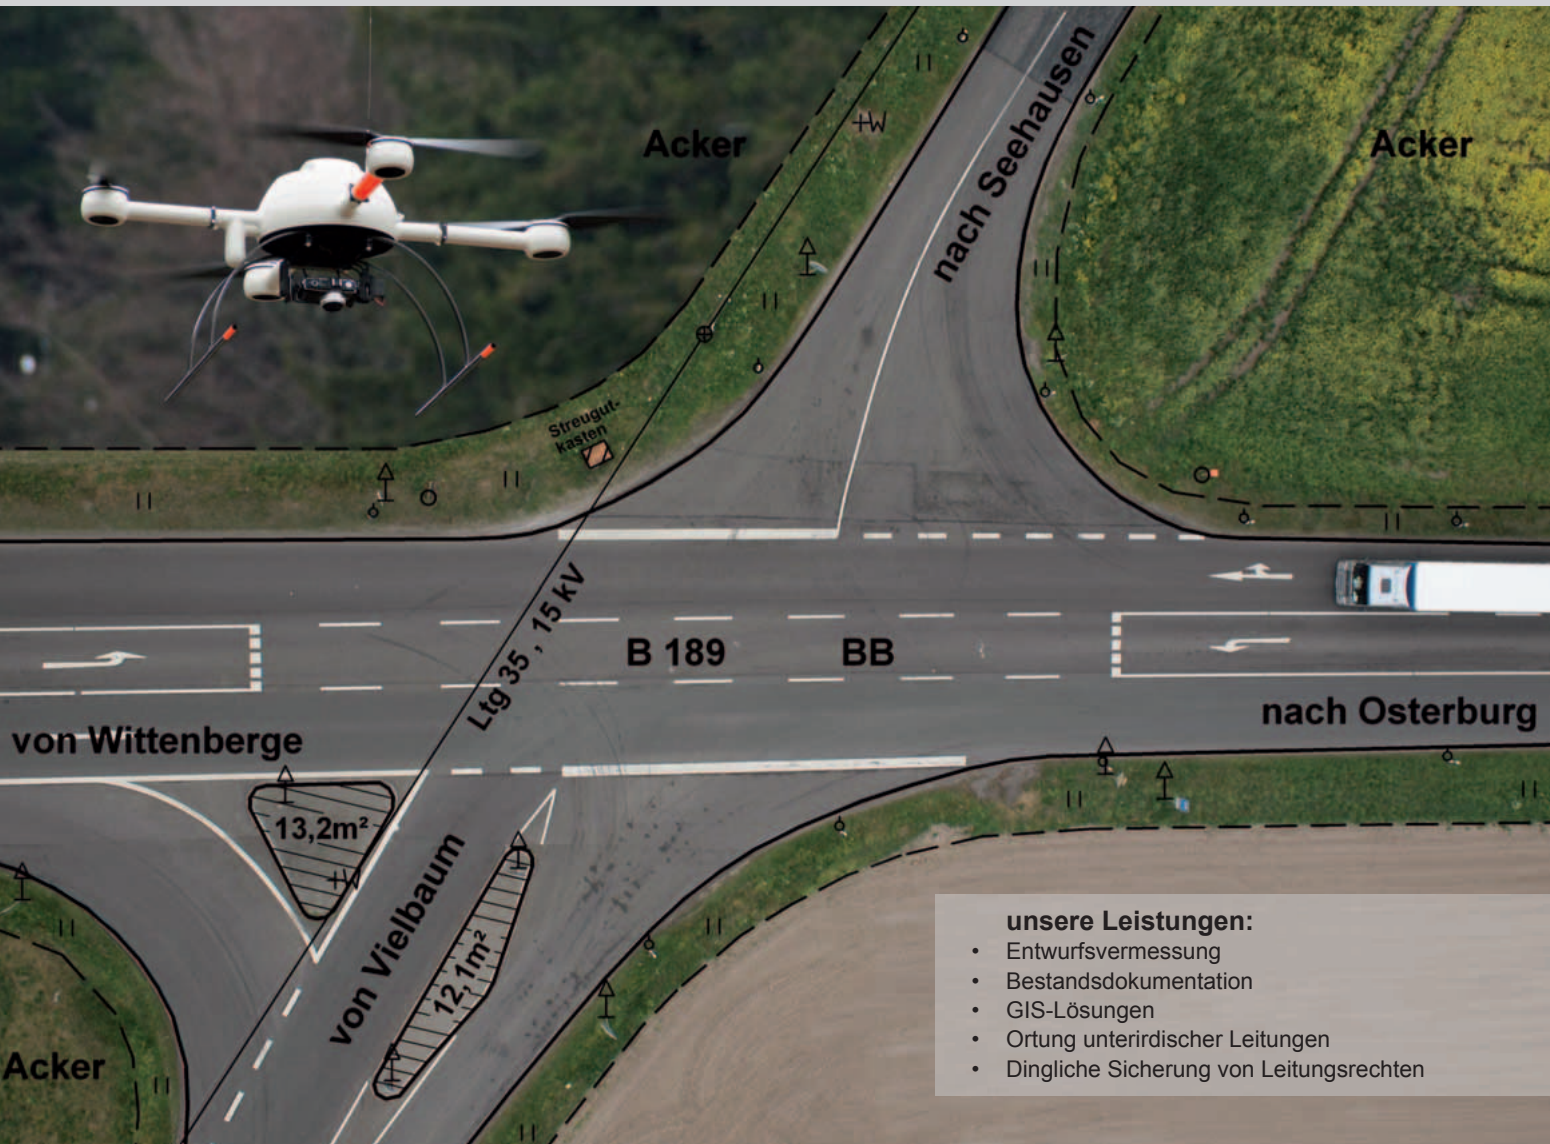 Acker
nach Seehausen
Acker
+W
Streugut-
kasten
Ltg 35 , 15 kV
B 189
BB
von Wittenberge
nach Osterburg
13,2m²
+W
von Vielbaum
12,1m²
Acker
unsere Leistungen:
• Entwurfsvermessung
• Bestandsdokumentation
• GIS-Lösungen
• Ortung unterirdischer Leitungen
• Dingliche Sicherung von Leitungsrechten